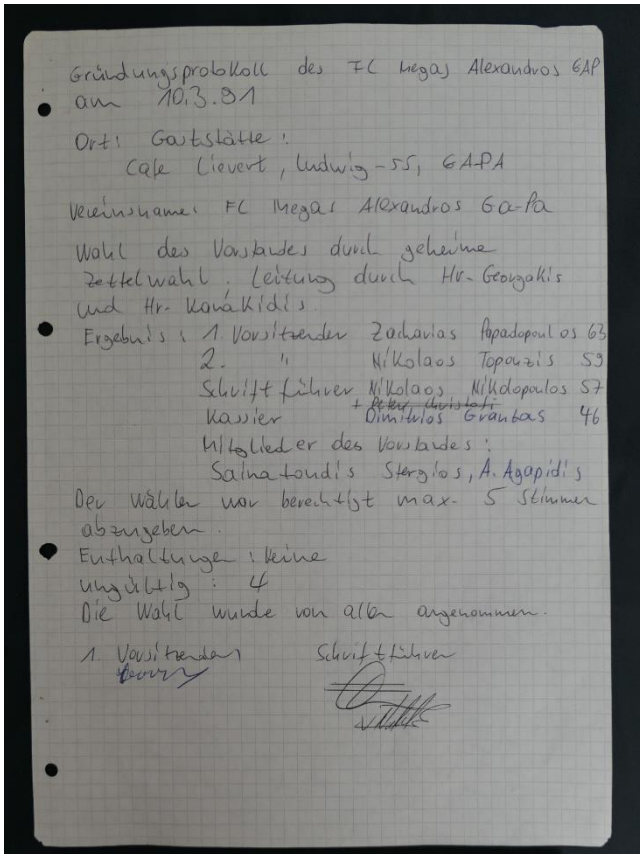 Gründungsprotokoll des FC Megas Alexandros GAP
am 10.3.91
Ort: Gaststätte:
Cafe Lievert, Ludwig-55, GAPA
Vereinsname: FC Megas Alexandros Ga-Pa
Wahl des Vorstandes durch geheime
Zettelwahl. Leitung durch Hr. Georgakis
und Hr. Karakidis.
Ergebnis: 1. Vorsitzender Zacharias Papadopoulos 63
2. " Nikolaos Topouzis 59
Schriftführer Nikolaos Nikolopoulos 57
Kassier Dimitrios Grambas 46
Mitglieder des Vorstandes:
Stergios, A. Agapidis
Der Wähler war berechtigt max. 5 Stimmen
abzugeben.
Enthaltungen: keine
ungültig: 4
Die Wahl wurde von allen angenommen.
1. Vorsitzender Schriftführer